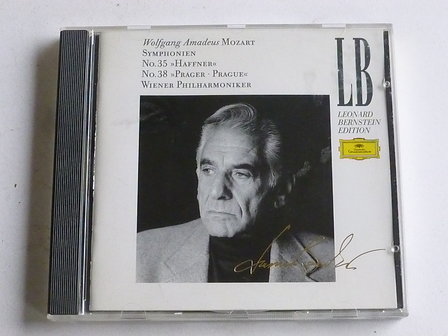 Wolfgang Amadeus MOZART
SYMPHONIEN
NO. 35 »HAFFNER«
NO. 38 »PRAGER · PRAGUE«
WIENER PHILHARMONIKER
LB
LEONARD
BERNSTEIN
EDITION